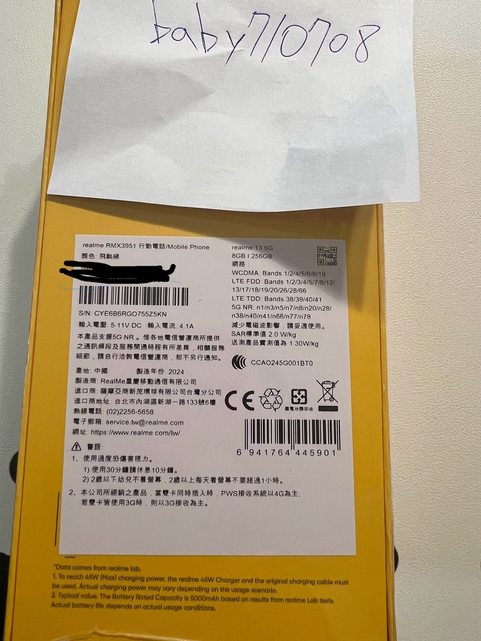 baby710708
realme RMX3951 行動電話/Mobile Phone
顏色: 飛馳綠
S/N: CYE6B6RGO755Z5KN
輸入電壓: 5-11V DC 輸入電流: 4.1A
本產品支援5G NR。惟各地電信營運商所提供
之通訊頻段及服務開通時程有所差異，相關服務
細節，請自行洽詢電信營運商，恕不另行通知。
產地: 中國 製造年份: 2024
製造商: RealMe重慶移動通信有限公司
進口商: 薩摩亞商新茂環球有限公司台灣分公司
進口商地址: 台北市內湖區新湖一路133號6樓
熱線電話: (02)2256-5658
電子郵箱: service.tw@realme.com
網址: https://www.realme.com/tw/
realme 13 5G
8GB | 256GB
網路
WCDMA: Bands 1/2/4/5/6/8/19
LTE FDD: Bands 1/2/3/4/5/7/8/12/
13/17/18/19/20/26/28/66
LTE TDD: Bands 38/39/40/41
5G NR: n1/n3/n5/n7/n8/n20/n28/
n38/n40/n41/n66/n77/n78
減少電磁波影響，請妥適使用。
SAR標準值 2.0 W/kg
送測產品實測值為 1.30W/kg
CCAO245G001BT0
廢電池請回收
6 941764 445901
警語
1. 使用過度恐傷害視力。
1) 使用30分鐘請休息10分鐘。
2) 2歲以下幼兒不看螢幕，2歲以上每天看螢幕不要超過1小時。
2. 本公司所經銷之產品，當雙卡同時插入時，PWS接收系統以4G為主，
若雙卡皆使用3G時，則以3G接收為主。
*Data comes from realme lab.
1. To reach 45W (Max) charging power, the realme 45W Charger and the original charging cable must
be used. Actual charging power may vary depending on the usage scenario.
2. Typical value. The Battery Rated Capacity is 5000mAh based on results from realme Lab tests.
Actual battery life depends on actual usage conditions.